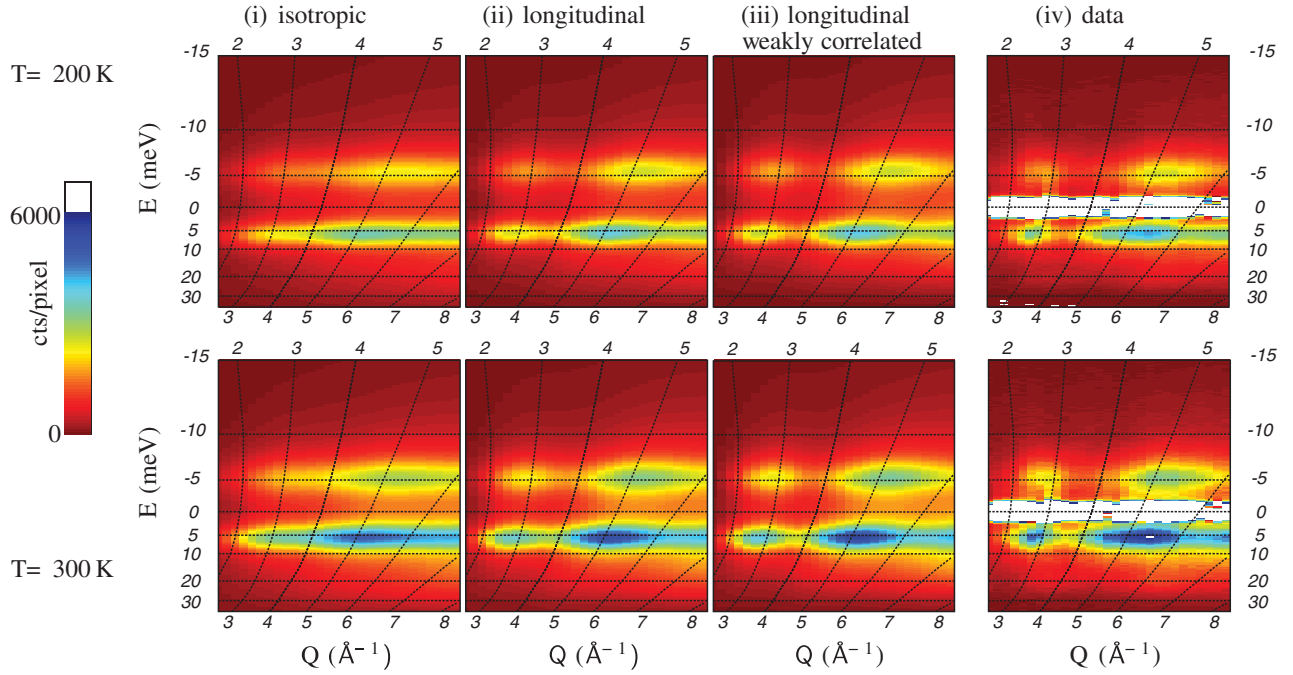 (i) isotropic (ii) longitudinal (iii) longitudinal (iv) data
weakly correlated
2 3 4 5 2 3 4 5 2 3 4 5 2 3 4 5
T= 200 K
-15 -15
-10 -10
E (meV)
-5 -5
0 0
5 5
10 10
20 20
30 30
3 4 5 6 7 8 3 4 5 6 7 8 3 4 5 6 7 8 3 4 5 6 7 8
6000
cts/pixel
0
2 3 4 5 2 3 4 5 2 3 4 5 2 3 4 5
-15 -15
-10 -10
E (meV)
-5 -5
0 0
5 5
10 10
T= 300 K
20 20
30 30
3 4 5 6 7 8 3 4 5 6 7 8 3 4 5 6 7 8 3 4 5 6 7 8
Q (Å⁻¹) Q (Å⁻¹) Q (Å⁻¹) Q (Å⁻¹)